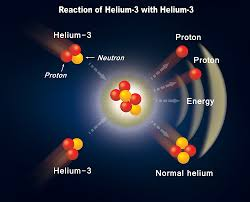 Reaction of Helium-3 with Helium-3
Helium-3
Neutron
Proton
Proton
Proton
Energy
Helium-3
Normal helium